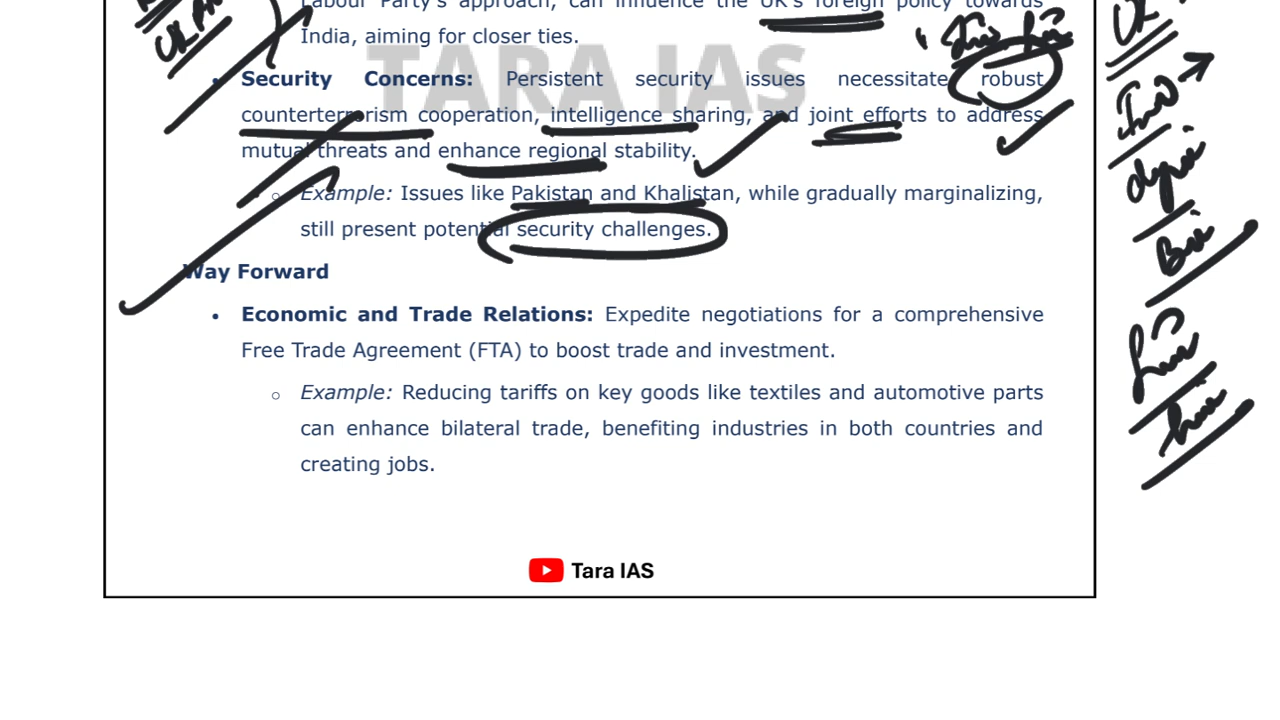 Labour Party's approach, can influence the UK's foreign policy towards
India, aiming for closer ties.
TARA IAS
• Security Concerns: Persistent security issues necessitate robust
counterterrorism cooperation, intelligence sharing, and joint efforts to address
mutual threats and enhance regional stability.
o Example: Issues like Pakistan and Khalistan, while gradually marginalizing,
still present potential security challenges.
Way Forward
• Economic and Trade Relations: Expedite negotiations for a comprehensive
Free Trade Agreement (FTA) to boost trade and investment.
o Example: Reducing tariffs on key goods like textiles and automotive parts
can enhance bilateral trade, benefiting industries in both countries and
creating jobs.
Tara IAS